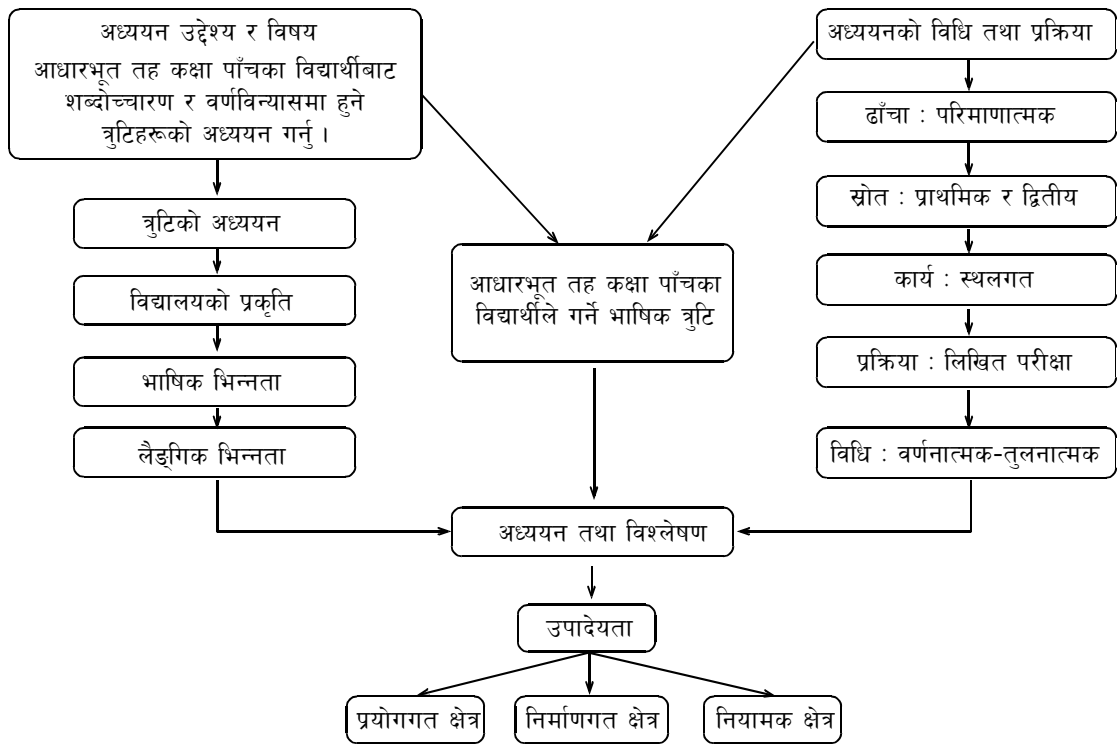 अध्ययन उद्देश्य र विषय
आधारभूत तह कक्षा पाँचका विद्यार्थीबाट
शब्दोच्चारण र वर्णविन्यासमा हुने
त्रुटिहरूको अध्ययन गर्नु ।
त्रुटिको अध्ययन
विद्यालयको प्रकृति
भाषिक भिन्नता
लैङ्गिक भिन्नता
आधारभूत तह कक्षा पाँचका
विद्यार्थीले गर्ने भाषिक त्रुटि
अध्ययनको विधि तथा प्रक्रिया
ढाँचा : परिमाणात्मक
स्रोत : प्राथमिक र द्वितीय
कार्य : स्थलगत
प्रक्रिया : लिखित परीक्षा
विधि : वर्णनात्मक-तुलनात्मक
अध्ययन तथा विश्लेषण
उपादेयता
प्रयोगगत क्षेत्र
निर्माणगत क्षेत्र
नियामक क्षेत्र